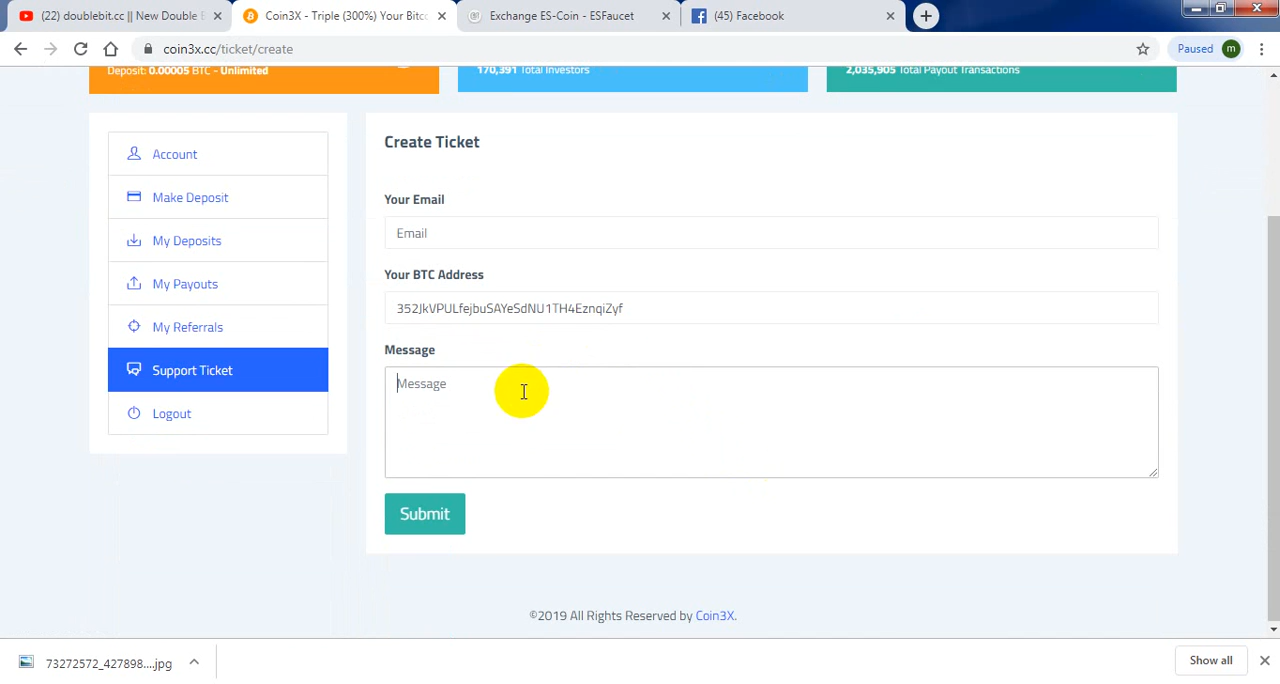 (22) doublebit.cc || New Double B
Coin3X - Triple (300%) Your Bitco
Exchange ES-Coin - ESFaucet
(45) Facebook
coin3x.cc/ticket/create
Paused
m
Deposit: 0.00005 BTC - Unlimited
170,391 Total Investors
2,035,905 Total Payout Transactions
Account
Make Deposit
My Deposits
My Payouts
My Referrals
Support Ticket
Logout
Create Ticket
Your Email
Email
Your BTC Address
352JkVPULfejbuSAYeSdNU1TH4EznqiZyf
Message
Message
Submit
©2019 All Rights Reserved by Coin3X.
73272572_427898....jpg
Show all